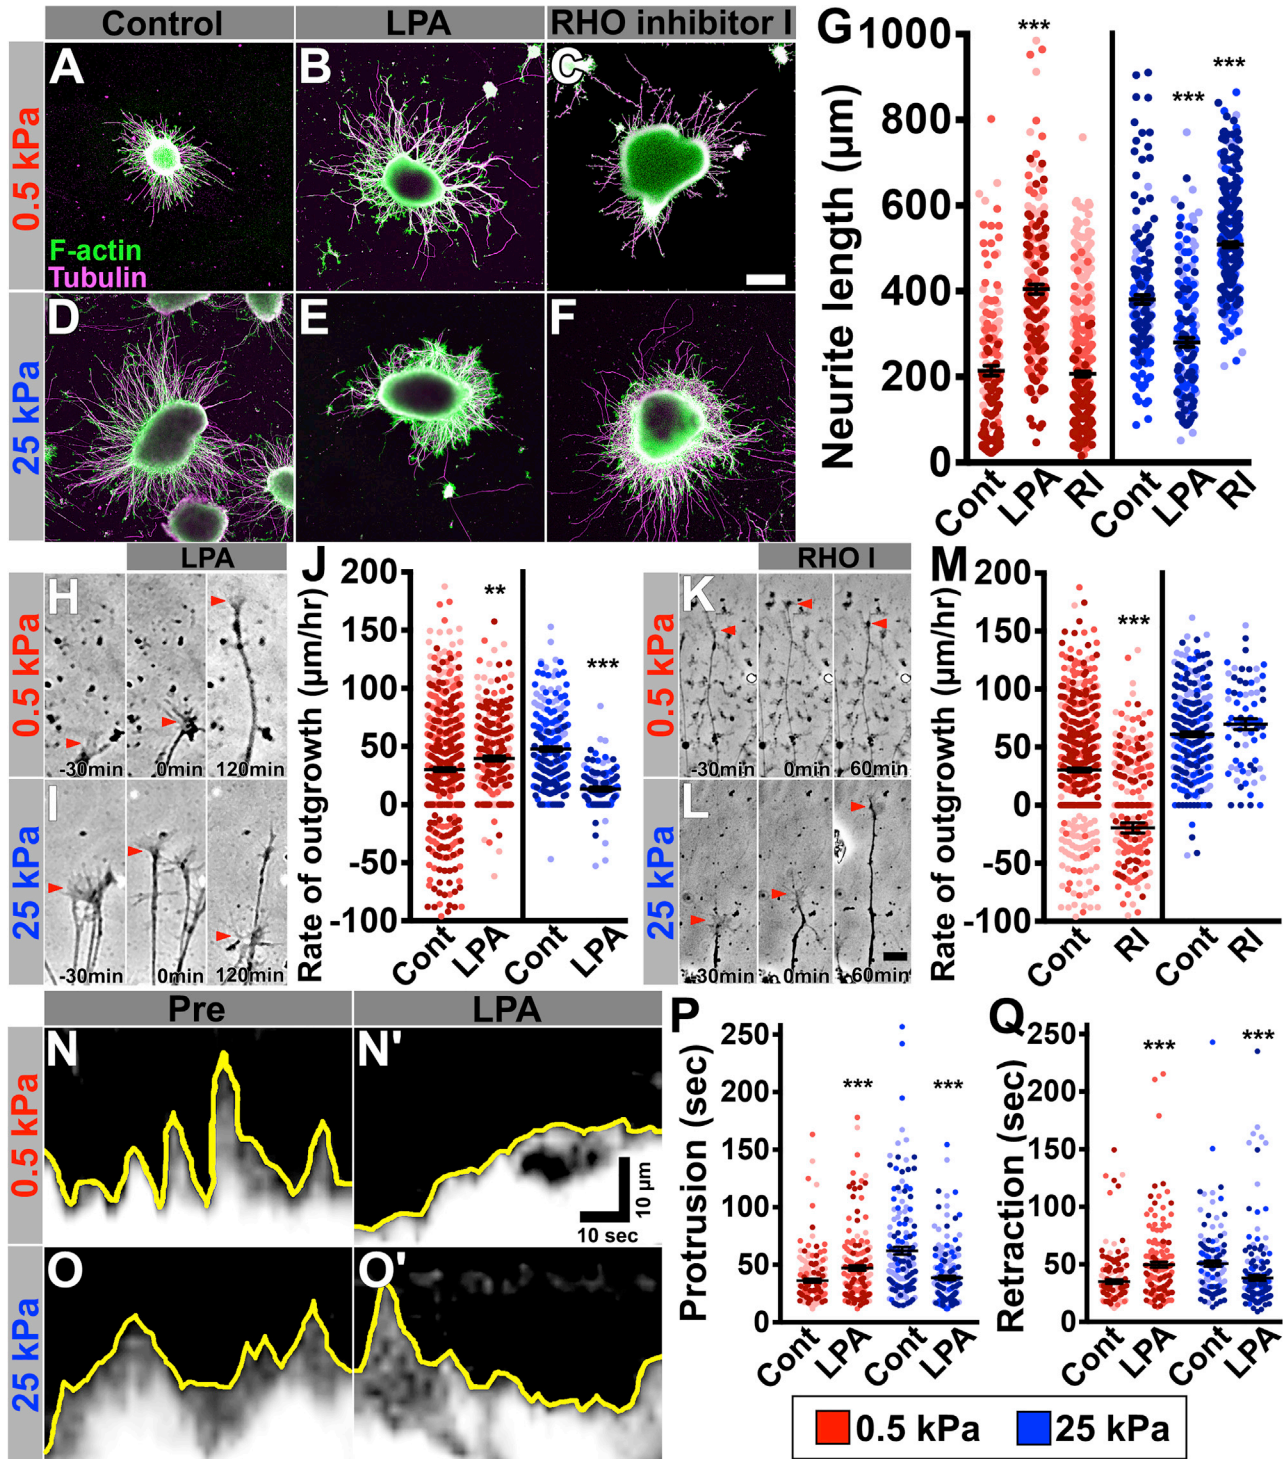 Control
LPA
RHO inhibitor I
0.5 kPa
25 kPa
A
B
C
F-actin
Tubulin
D
E
F
G
Neurite length (µm)
1000
800
600
400
200
0
***
***
***
Cont
LPA
RI
Cont
LPA
RI
LPA
0.5 kPa
25 kPa
H
-30min
0min
120min
I
-30min
0min
120min
J
Rate of outgrowth (µm/hr)
200
150
100
50
0
-50
-100
**
***
Cont
LPA
Cont
LPA
RHO I
0.5 kPa
25 kPa
K
-30min
0min
60min
L
-30min
0min
60min
M
Rate of outgrowth (µm/hr)
200
150
100
50
0
-50
-100
***
Cont
RI
Cont
RI
Pre
LPA
0.5 kPa
25 kPa
N
N'
10 µm
10 sec
O
O'
P
Protrusion (sec)
250
200
150
100
50
0
***
***
Cont
LPA
Cont
LPA
Q
Retraction (sec)
250
200
150
100
50
0
***
***
Cont
LPA
Cont
LPA
0.5 kPa
25 kPa